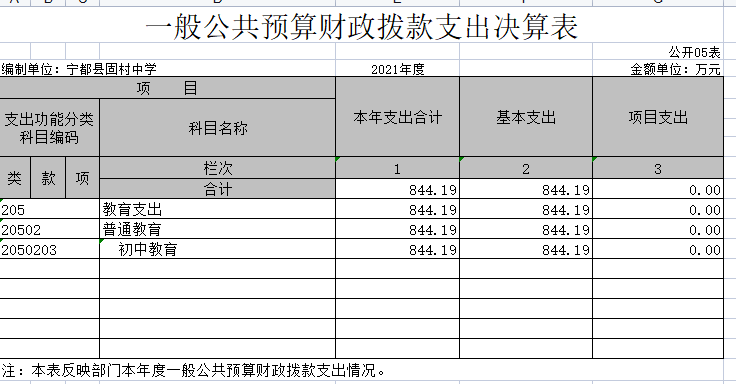 一般公共预算财政拨款支出决算表
公开05表
编制单位：宁都县固村中学 2021年度 金额单位：万元
项 目 本年支出合计 基本支出 项目支出
支出功能分类科目编码 科目名称
类 款 项 栏次 1 2 3
合计 844.19 844.19 0.00
205 教育支出 844.19 844.19 0.00
20502 普通教育 844.19 844.19 0.00
2050203 初中教育 844.19 844.19 0.00
注：本表反映部门本年度一般公共预算财政拨款支出情况。